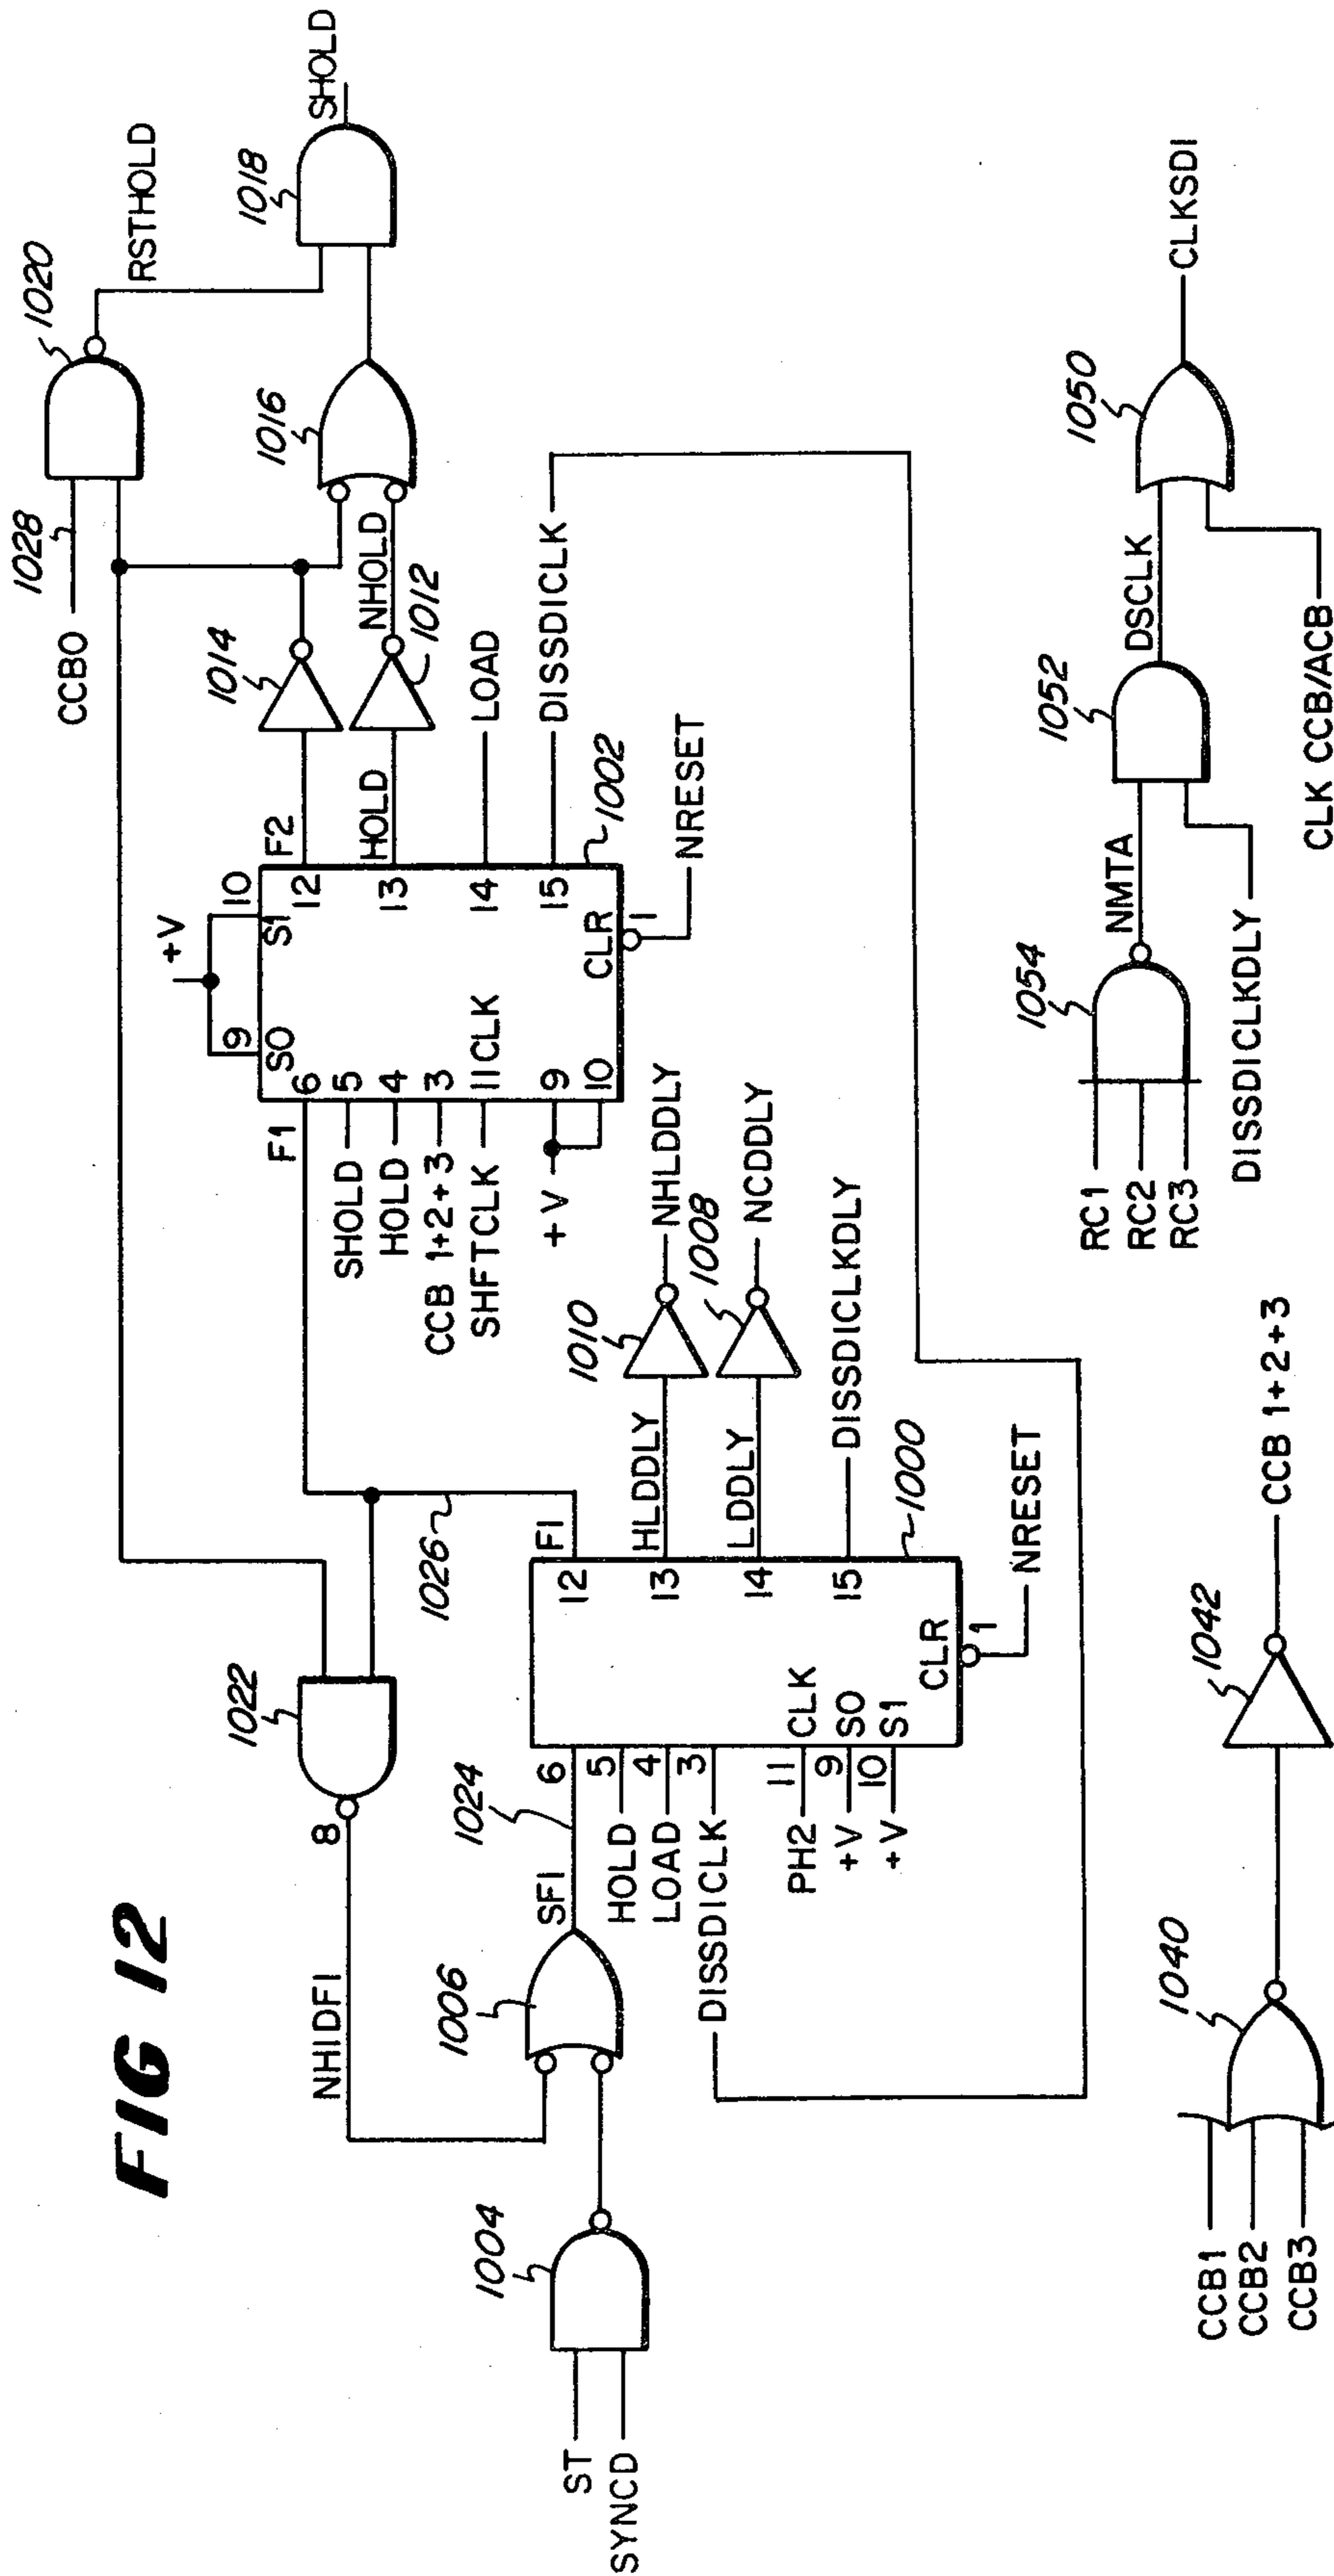 FIG 12
ST
SYNCD
1004
NHIDF1
1006
SF1
1024
8
1022
1026
6
5
HOLD
4
LOAD
3
DISSDICLK
11 CLK
PH2
9 S0
+V
10 S1
+V
CLR
1
NRESET
1000
12
F1
13
HLDDLY
1010
NHLDDLY
14
LDDLY
1008
NCDDLY
15
DISSDICLKDLY
+V
9
S0
10
S1
F1
6
SHOLD
5
HOLD
4
CCB 1+2+3
3
SHFTCLK
11 CLK
+V
9
10
CLR
1
NRESET
1002
12
F2
13
HOLD
14
LOAD
15
DISSDICLK
1014
1012
NHOLD
1016
CCB0
1028
1020
RSTHOLD
1018
SHOLD
CCB1
CCB2
CCB3
1040
1042
CCB 1+2+3
RC1
RC2
RC3
1054
NMTA
DISSDICLKDLY
1052
DSCLK
CLK CCB/ACB
1050
CLKSDI